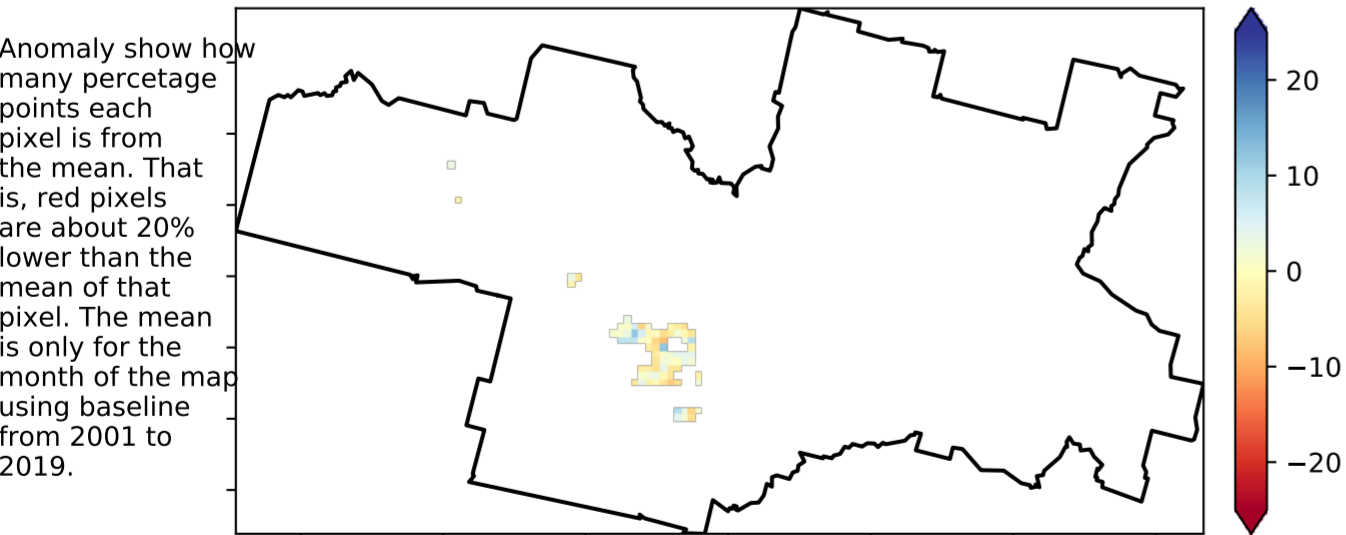 Anomaly show how
many percetage
points each
pixel is from
the mean. That
is, red pixels
are about 20%
lower than the
mean of that
pixel. The mean
is only for the
month of the map
using baseline
from 2001 to
2019.
20
10
0
−10
−20